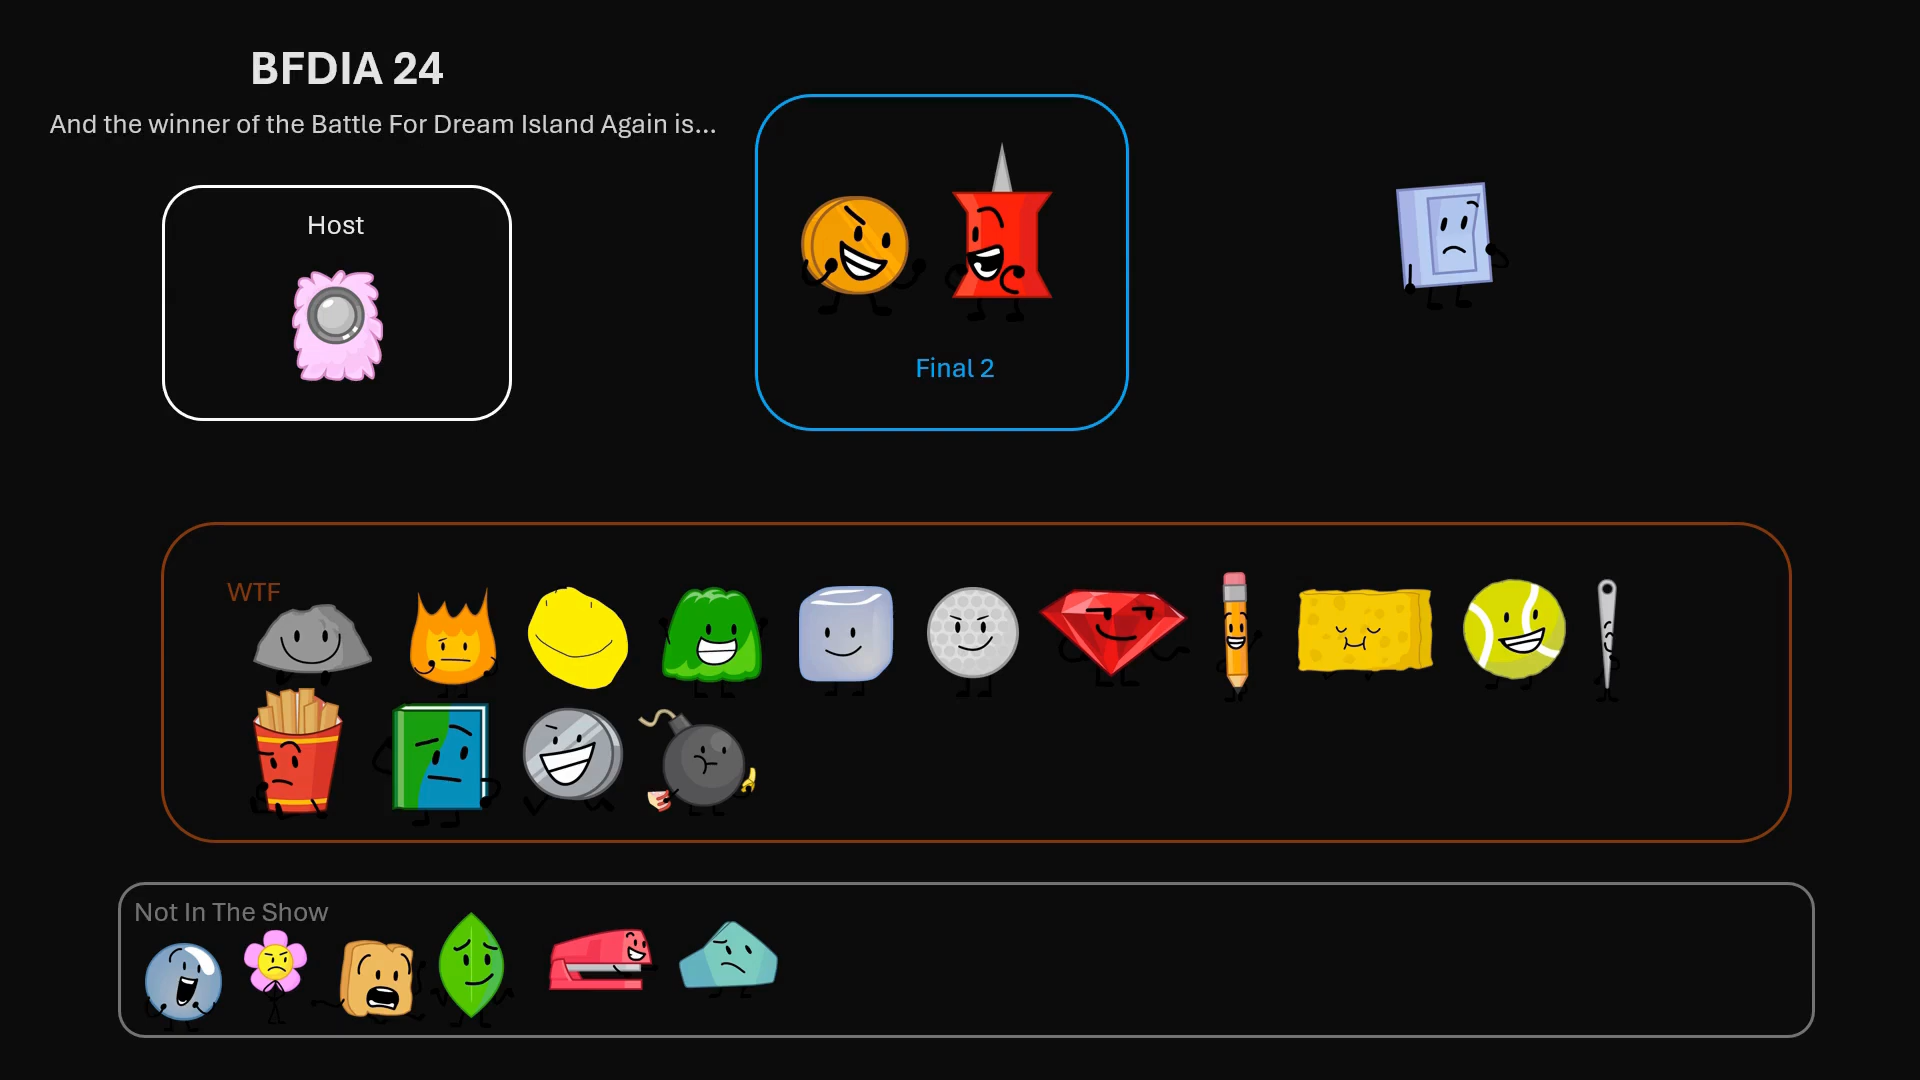 BFDIA 24
And the winner of the Battle For Dream Island Again is...
Host
Final 2
WTF
Not In The Show